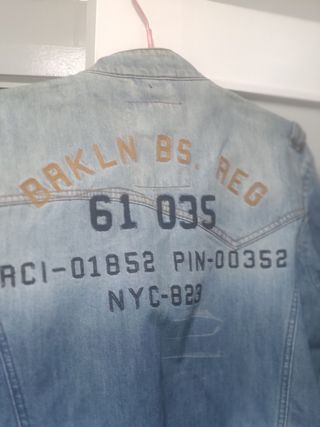 BRKLN BS. REG
61 035
RCI-01852 PIN-00352
NYC-823